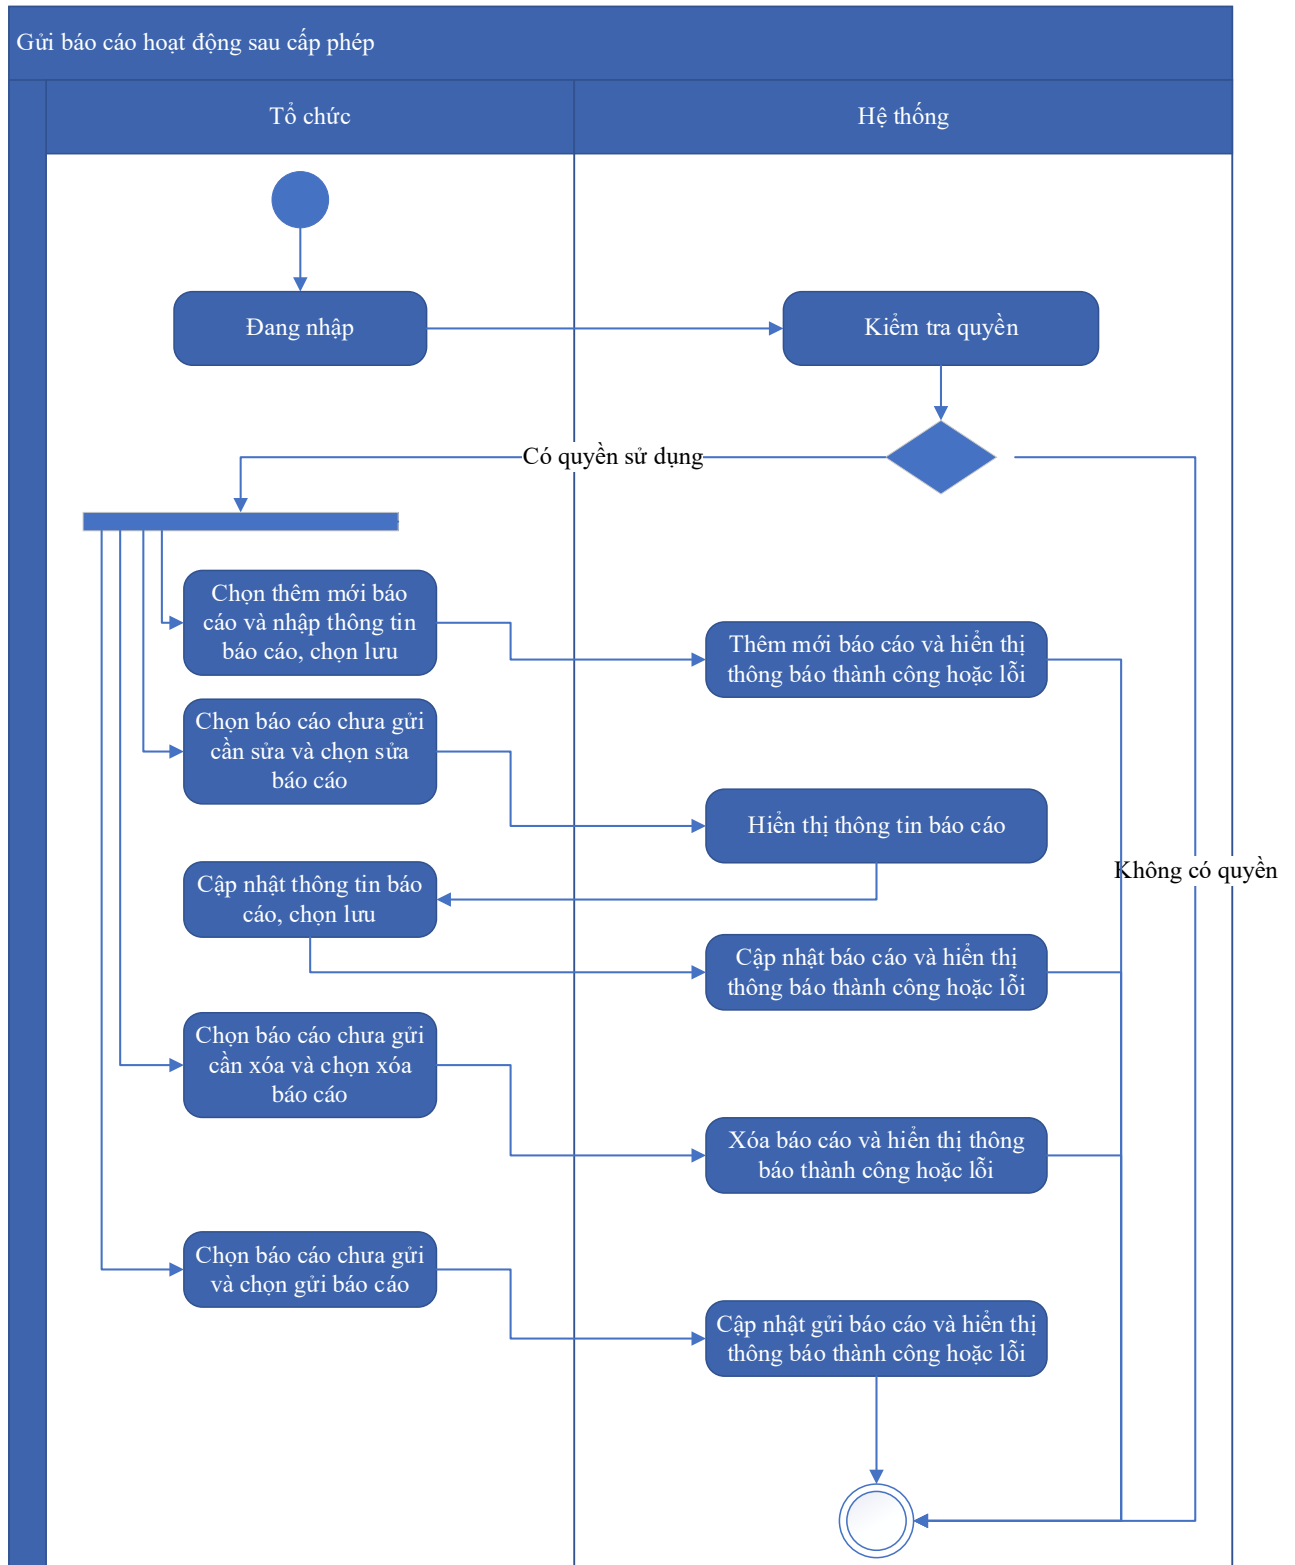 Gửi báo cáo hoạt động sau cấp phép
Tổ chức
Hệ thống
Đang nhập
Kiểm tra quyền
Có quyền sử dụng
Chọn thêm mới báo
cáo và nhập thông tin
báo cáo, chọn lưu
Thêm mới báo cáo và hiển thị
thông báo thành công hoặc lỗi
Chọn báo cáo chưa gửi
cần sửa và chọn sửa
báo cáo
Hiển thị thông tin báo cáo
Không có quyền
Cập nhật thông tin báo
cáo, chọn lưu
Cập nhật báo cáo và hiển thị
thông báo thành công hoặc lỗi
Chọn báo cáo chưa gửi
cần xóa và chọn xóa
báo cáo
Xóa báo cáo và hiển thị thông
báo thành công hoặc lỗi
Chọn báo cáo chưa gửi
và chọn gửi báo cáo
Cập nhật gửi báo cáo và hiển thị
thông báo thành công hoặc lỗi